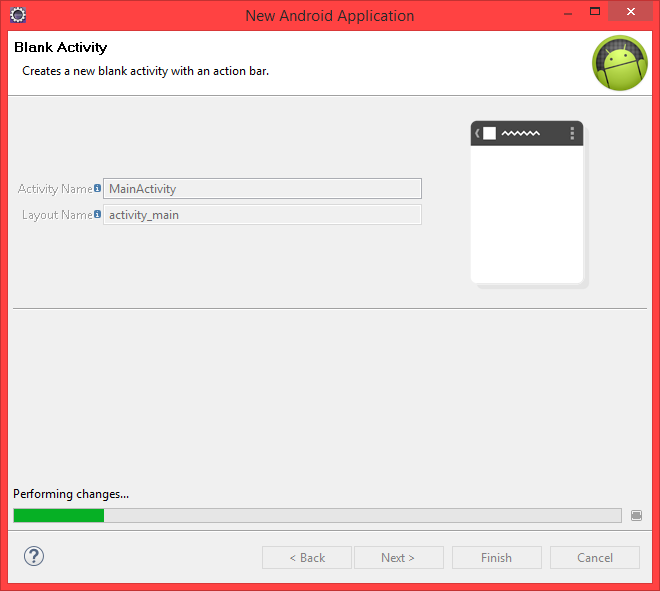 New Android Application
Blank Activity
Creates a new blank activity with an action bar.
Activity Name MainActivity
Layout Name activity_main
Performing changes...
< Back Next > Finish Cancel